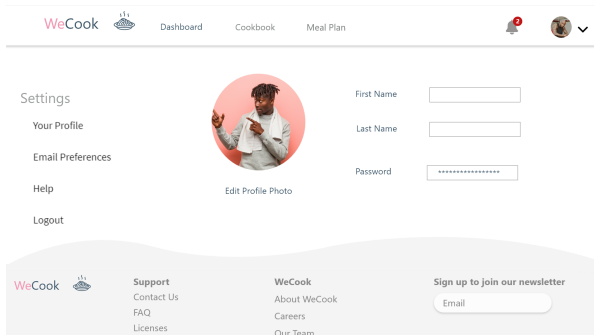 WeCook
Dashboard
Cookbook
Meal Plan
2
Settings
Your Profile
Email Preferences
Help
Logout
Edit Profile Photo
First Name
Last Name
Password
*****************
WeCook
Support
Contact Us
FAQ
Licenses
WeCook
About WeCook
Careers
Our Team
Sign up to join our newsletter
Email